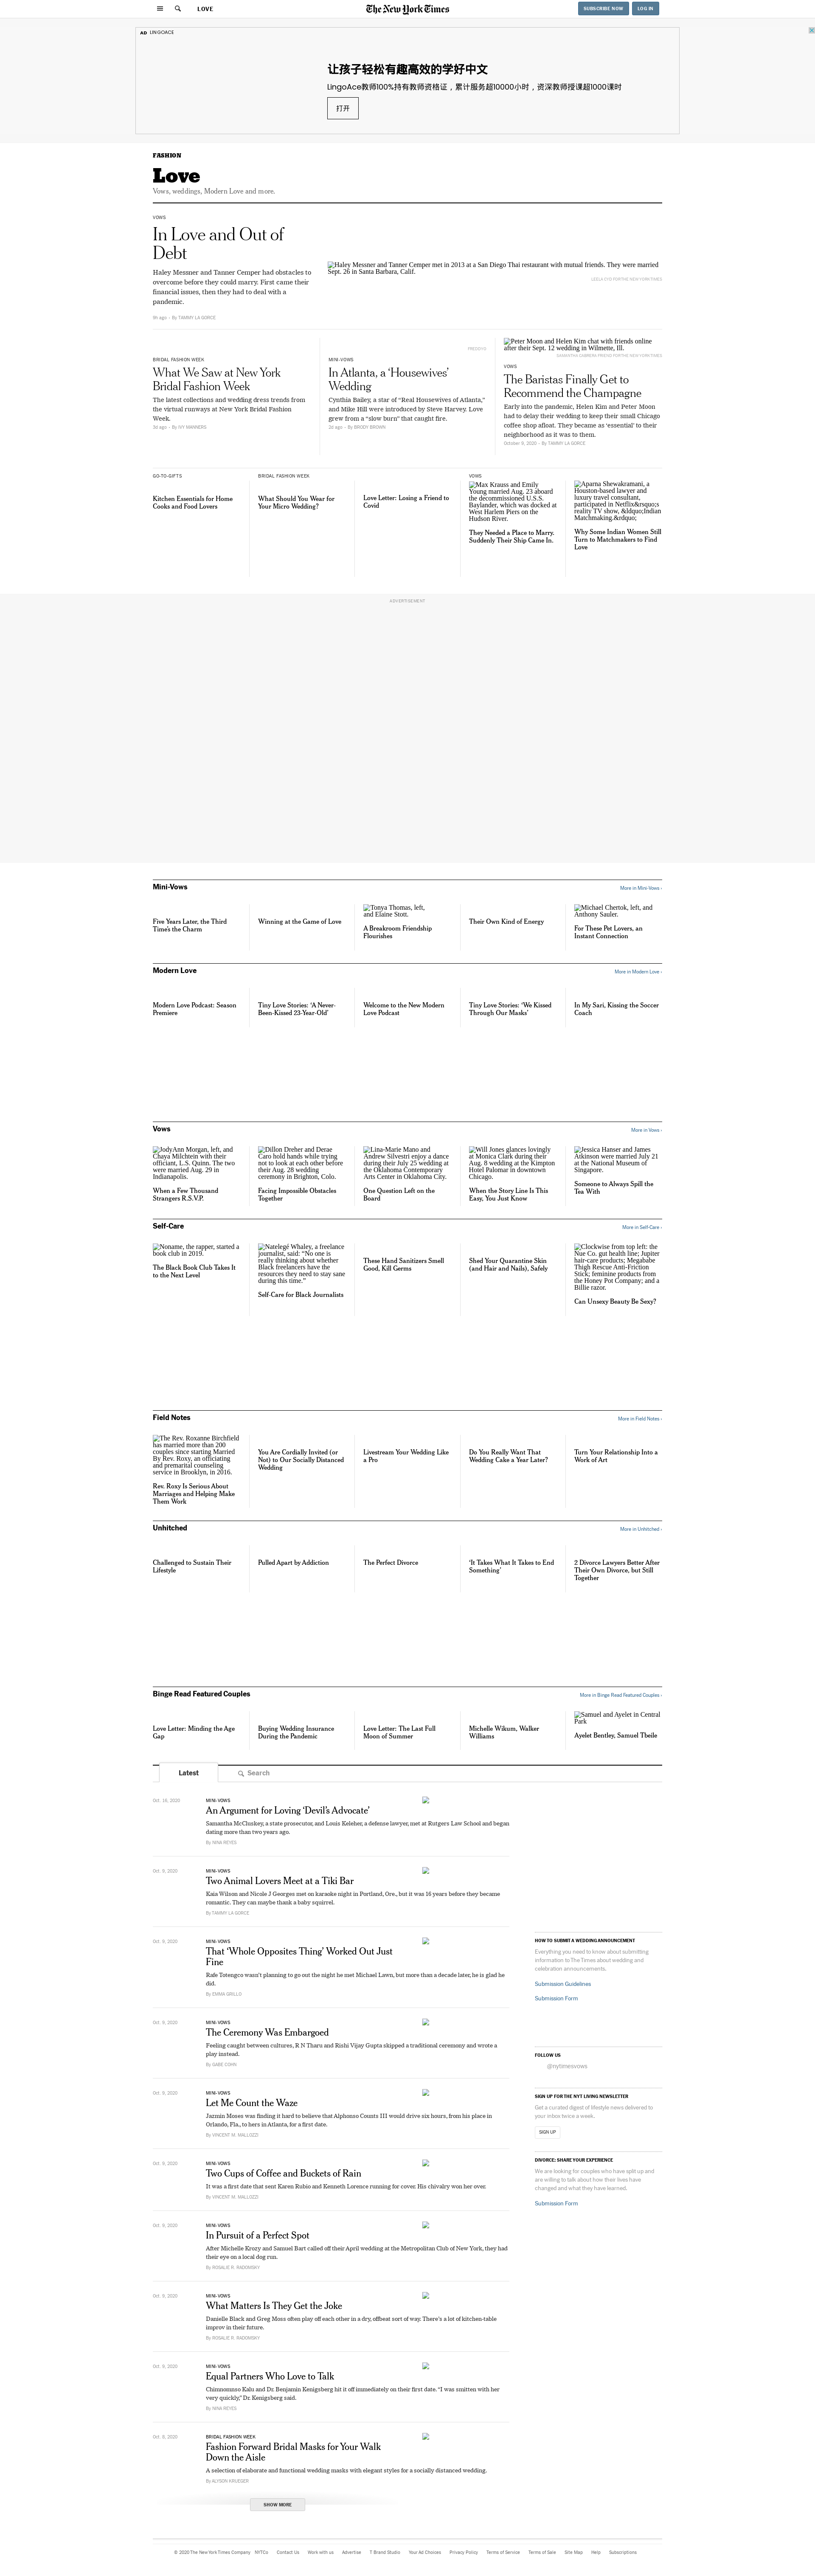 LOVE
The New York Times
SUBSCRIBE NOW
LOG IN
AD LINGOACE
让孩子轻松有趣高效的学好中文
LingoAce教师100%持有教师资格证，累计服务超10000小时，资深教师授课超1000课时
打开
FASHION
Love
Vows, weddings, Modern Love and more.
VOWS
In Love and Out of
Debt
Haley Messner and Tanner Cemper had obstacles to
overcome before they could marry. First came their
financial issues, then they had to deal with a
pandemic.
9h ago - By TAMMY LA GORCE
Haley Messner and Tanner Cemper met in 2013 at a San Diego Thai restaurant with mutual friends. They were married
Sept. 26 in Santa Barbara, Calif.
BRIDAL FASHION WEEK
What We Saw at New York
Bridal Fashion Week
The latest collections and wedding dress trends from
the virtual runways at New York Bridal Fashion
Week.
3h ago - By IVY MANNERS
MINI-VOWS
In Atlanta, a ‘Housewives’
Wedding
Cynthia Bailey, a star of “Real Housewives of Atlanta,”
and Mike Hill were introduced by Steve Harvey. Love
grew from a “slow burn” that caught fire.
2d ago - By BRODY BROWN
Peter Moon and Helen Kim chat with friends online
after their Sept. 12 wedding in Wilmette, Ill.
VOWS
The Baristas Finally Get to
Recommend the Champagne
Early into the pandemic, Helen Kim and Peter Moon
had to delay their wedding to keep their small Chicago
coffee shop afloat. They became as ‘essential’ to their
neighborhood as it was to them.
October 9, 2020 - By TAMMY LA GORCE
GO-TO-GIFTS
Kitchen Essentials for Home
Cooks and Food Lovers
BRIDAL FASHION WEEK
What Should You Wear for
Your Micro Wedding?
Love Letter: Losing a Friend to
Covid
VOWS
Max Krauss and Emily
Young married Aug. 23 aboard
the decommissioned U.S.S.
Baylander, which was docked at
West Harlem Piers on the
Hudson River.
They Needed a Place to Marry.
Suddenly Their Ship Came In.
Aparna Shewakramani, a
Houston-based lawyer and
luxury travel consultant,
participated in Netflix&rsquo;s
reality TV show, &ldquo;Indian
Matchmaking.&rdquo;
Why Some Indian Women Still
Turn to Matchmakers to Find
Love
ADVERTISEMENT
Mini-Vows
More in Mini-Vows ›
Five Years Later, the Third
Time’s the Charm
Winning at the Game of Love
Tonya Thomas, left,
and Elaine Stott.
A Breakroom Friendship
Flourishes
Their Own Kind of Energy
Michael Chertok, left, and
Anthony Sauler.
For These Pet Lovers, an
Instant Connection
Modern Love
More in Modern Love ›
Modern Love Podcast: Season
Premiere
Tiny Love Stories: ‘A Never-
Been-Kissed 23-Year-Old’
Welcome to the New Modern
Love Podcast
Tiny Love Stories: ‘We Kissed
Through Our Masks’
In My Sari, Kissing the Soccer
Coach
Vows
More in Vows ›
JodyAnn Morgan, left, and
Chaya Milchtein with their
officiant, L.S. Quinn. The two
were married Aug. 29 in
Indianapolis.
When a Few Thousand
Strangers R.S.V.P.
Dillon Dreher and Derae
Caro hold hands while trying
not to look at each other before
their Aug. 28 wedding
ceremony in Brighton, Colo.
Facing Impossible Obstacles
Together
Lina-Marie Mano and
Andrew Silvestri enjoy a dance
during their July 25 wedding at
the Oklahoma Contemporary
Arts Center in Oklahoma City.
One Question Left on the
Board
Will Jones glances lovingly
at Monica Clark during their
Aug. 8 wedding at the Kimpton
Hotel Palomar in downtown
Chicago.
When the Story Line Is This
Easy, You Just Know
Jessica Hanser and James
Atkinson were married July 21
at the National Museum of
Singapore.
Someone to Always Spill the
Tea With
Self-Care
More in Self-Care ›
Noname, the rapper, started a
book club in 2019.
The Black Book Club Takes It
to the Next Level
Natelegé Whaley, a freelance
journalist, said: “No one is
really thinking about whether
Black freelancers have the
resources they need to stay sane
during this time.”
Self-Care for Black Journalists
These Hand Sanitizers Smell
Good, Kill Germs
Shed Your Quarantine Skin
(and Hair and Nails), Safely
Clockwise from top left: the
Nue Co. gut health line; Jupiter
hair-care products; Megababe
Thigh Rescue Anti-Friction
Stick; feminine products from
the Honey Pot Company; and a
Billie razor.
Can Unsexy Beauty Be Sexy?
Field Notes
More in Field Notes ›
The Rev. Roxanne Birchfield
has married more than 200
couples since starting Married
By Rev. Roxy, an officiating
and premarital counseling
service in Brooklyn, in 2016.
Rev. Roxy Is Serious About
Marriages and Helping Make
Them Work
You Are Cordially Invited (or
Not) to Our Socially Distanced
Wedding
Livestream Your Wedding Like
a Pro
Do You Really Want That
Wedding Cake a Year Later?
Turn Your Relationship Into a
Work of Art
Unhitched
More in Unhitched ›
Challenged to Sustain Their
Lifestyle
Pulled Apart by Addiction
The Perfect Divorce
‘It Takes What It Takes to End
Something’
2 Divorce Lawyers Better After
Their Own Divorce, but Still
Together
Binge Read Featured Couples
More in Binge Read Featured Couples ›
Love Letter: Minding the Age
Gap
Buying Wedding Insurance
During the Pandemic
Love Letter: The Last Full
Moon of Summer
Michelle Wikum, Walker
Williams
Samuel and Ayelet in Central
Park
Ayelet Bentley, Samuel Tbeile
Latest
Search
Oct. 16, 2020
MINI-VOWS
An Argument for Loving ‘Devil’s Advocate’
Samantha McCluskey, a state prosecutor, and Louis Keleher, a defense lawyer, met at Rutgers Law School and began
dating more than two years ago.
By NINA REYES
Oct. 9, 2020
MINI-VOWS
Two Animal Lovers Meet at a Tiki Bar
Kaia Wilson and Nicole J Georges met on karaoke night in Portland, Ore., but it was 16 years before they became
romantic. They can maybe thank a baby squirrel.
By TAMMY LA GORCE
Oct. 9, 2020
MINI-VOWS
That ‘Whole Opposites Thing’ Worked Out Just
Fine
Rafe Totengco wasn’t planning to go out the night he met Michael Lawn, but more than a decade later, he is glad he
did.
By EMMA GRILLO
Oct. 9, 2020
MINI-VOWS
The Ceremony Was Embargoed
Feeling caught between cultures, R N Tharu and Rishi Vijay Gupta skipped a traditional ceremony and wrote a
play instead.
By GABE COHN
Oct. 9, 2020
MINI-VOWS
Let Me Count the Waze
Jazmin Moses was finding it hard to believe that Alphonso Counts III would drive six hours, from his place in
Orlando, Fla., to hers in Atlanta, for a first date.
By VINCENT M. MALLOZZI
Oct. 9, 2020
MINI-VOWS
Two Cups of Coffee and Buckets of Rain
It was a first date that sent Karen Rubio and Kenneth Lorence running for cover. His chivalry won her over.
By VINCENT M. MALLOZZI
Oct. 9, 2020
MINI-VOWS
In Pursuit of a Perfect Spot
After Michelle Krozy and Samuel Bart called off their April wedding at the Metropolitan Club of New York, they had
their eye on a local dog run.
By ROSALIE R. RADOMSKY
Oct. 9, 2020
MINI-VOWS
What Matters Is They Get the Joke
Danielle Black and Greg Moss often play off each other in a dry, offbeat sort of way. There’s a lot of kitchen-table
improv in their future.
By ROSALIE R. RADOMSKY
Oct. 9, 2020
MINI-VOWS
Equal Partners Who Love to Talk
Chinnomnso Kalu and Dr. Benjamin Kenigsberg hit it off immediately on their first date. “I was smitten with her
very quickly,” Dr. Kenigsberg said.
By NINA REYES
Oct. 8, 2020
BRIDAL FASHION WEEK
Fashion Forward Bridal Masks for Your Walk
Down the Aisle
A selection of elaborate and functional wedding masks with elegant styles for a socially distanced wedding.
By ALYSON KRUEGER
SHOW MORE
HOW TO SUBMIT A WEDDING ANNOUNCEMENT
Everything you need to know about submitting
information to The Times about wedding and
celebration announcements.
Submission Guidelines
Submission Form
FOLLOW US
@nytimesvows
SIGN UP FOR THE NYT LIVING NEWSLETTER
Get a curated digest of lifestyle news delivered to
your inbox twice a week.
SIGN UP
DIVORCE: SHARE YOUR EXPERIENCE
We are looking for couples who have split up and
are willing to talk about how their lives have
changed and what they have learned.
Submission Form
© 2020 The New York Times Company
NYTCo
Contact Us
Work with us
Advertise
T Brand Studio
Your Ad Choices
Privacy Policy
Terms of Service
Terms of Sale
Site Map
Help
Subscriptions